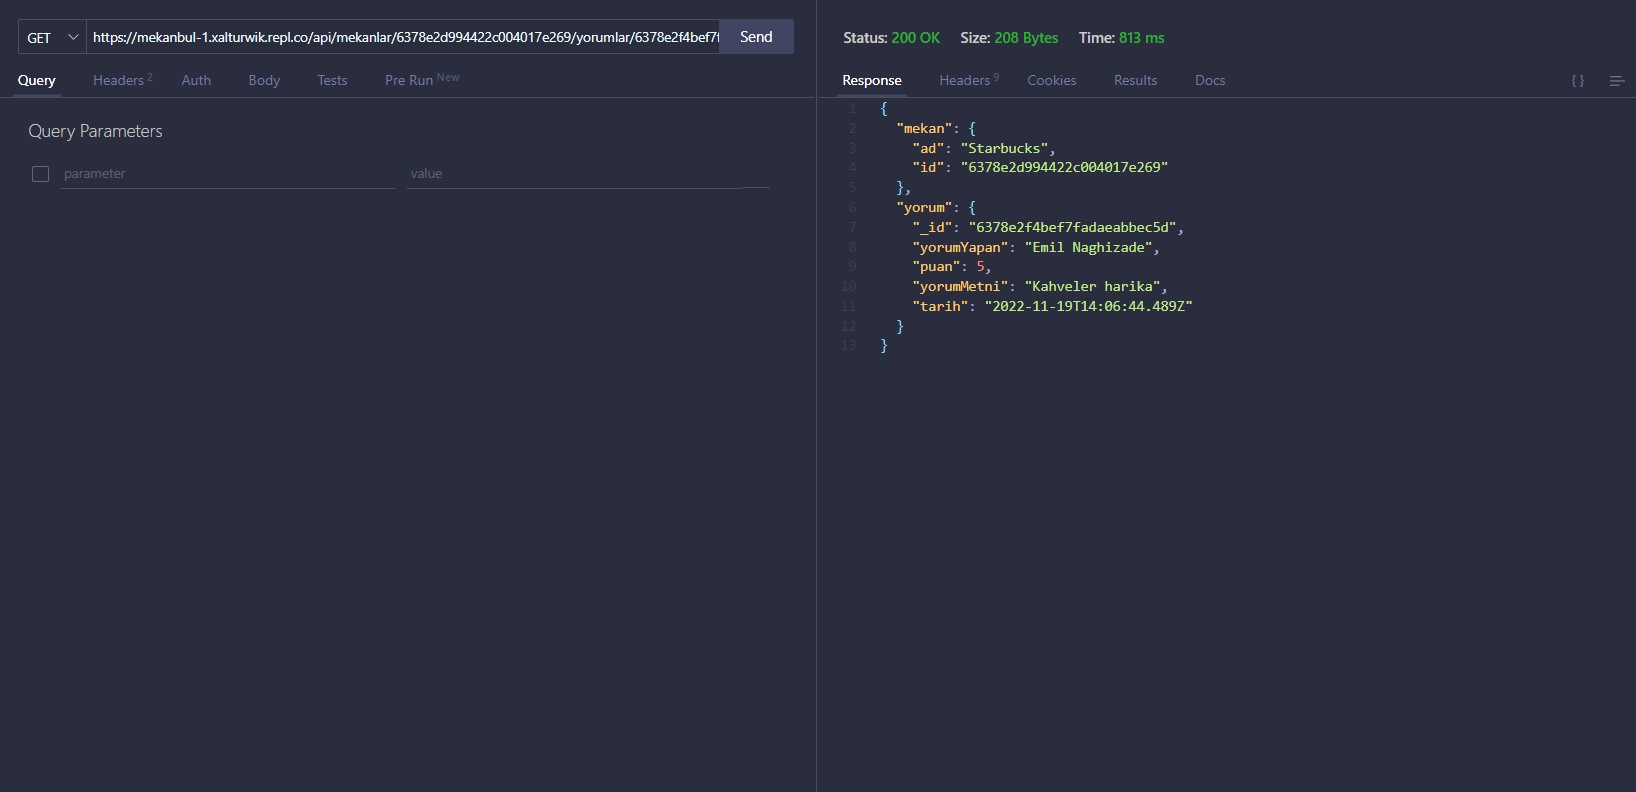 GET https://mekanbul-1.xalturwik.repl.co/api/mekanlar/6378e2d994422c004017e269/yorumlar/6378e2f4bef7f Send
Query Headers 2 Auth Body Tests Pre Run New
Query Parameters
parameter value
Status: 200 OK Size: 208 Bytes Time: 813 ms
Response Headers 9 Cookies Results Docs {}
1 {
2 "mekan": {
3 "ad": "Starbucks",
4 "id": "6378e2d994422c004017e269"
5 },
6 "yorum": {
7 "_id": "6378e2f4bef7fadaeabbec5d",
8 "yorumYapan": "Emil Naghizade",
9 "puan": 5,
10 "yorumMetni": "Kahveler harika",
11 "tarih": "2022-11-19T14:06:44.489Z"
12 }
13 }